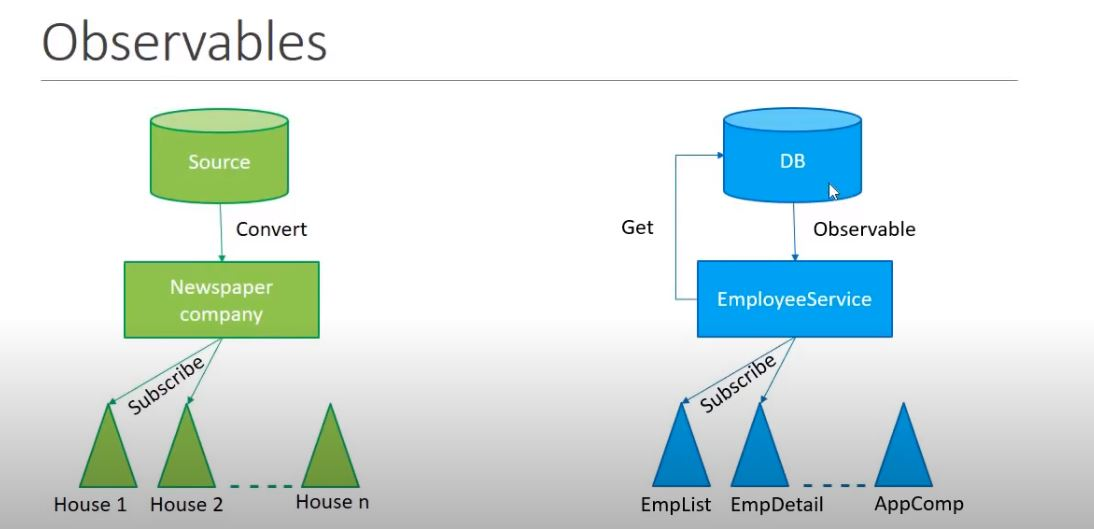 Observables
Source
Convert
Newspaper
company
Subscribe
House 1
House 2
House n
DB
Get
Observable
EmployeeService
Subscribe
EmpList
EmpDetail
AppComp